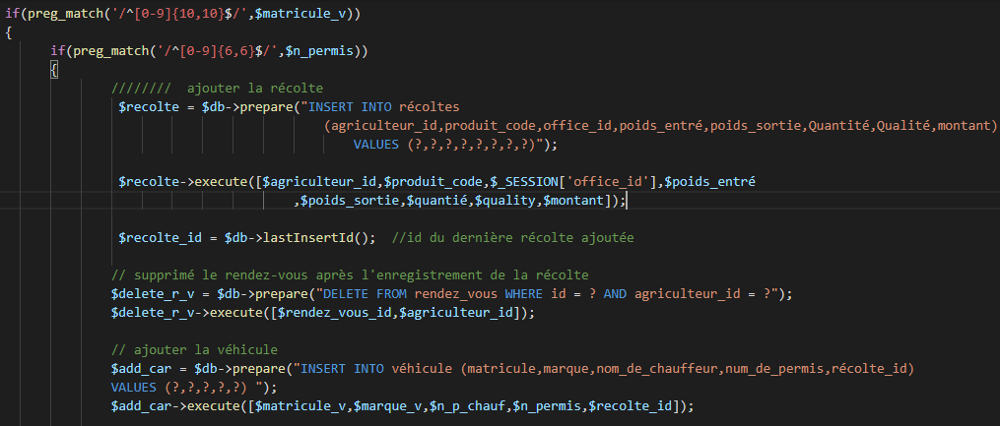 if(preg_match('/^[0-9]{10,10}$/',$matricule_v))
{
if(preg_match('/^[0-9]{6,6}$/',$n_permis))
{
//////// ajouter la récolte
$recolte = $db->prepare("INSERT INTO récoltes
(agriculteur_id,produit_code,office_id,poids_entré,poids_sortie,Quantité,Qualité,montant)
VALUES (?,?,?,?,?,?,?,?)");
$recolte->execute([$agriculteur_id,$produit_code,$_SESSION['office_id'],$poids_entré
,$poids_sortie,$quantié,$quality,$montant]);
$recolte_id = $db->lastInsertId(); //id du dernière récolte ajoutée
// supprimé le rendez-vous après l'enregistrement de la récolte
$delete_r_v = $db->prepare("DELETE FROM rendez_vous WHERE id = ? AND agriculteur_id = ?");
$delete_r_v->execute([$rendez_vous_id,$agriculteur_id]);
// ajouter la véhicule
$add_car = $db->prepare("INSERT INTO véhicule (matricule,marque,nom_de_chauffeur,num_de_permis,récolte_id)
VALUES (?,?,?,?,?) ");
$add_car->execute([$matricule_v,$marque_v,$n_p_chauf,$n_permis,$recolte_id]);